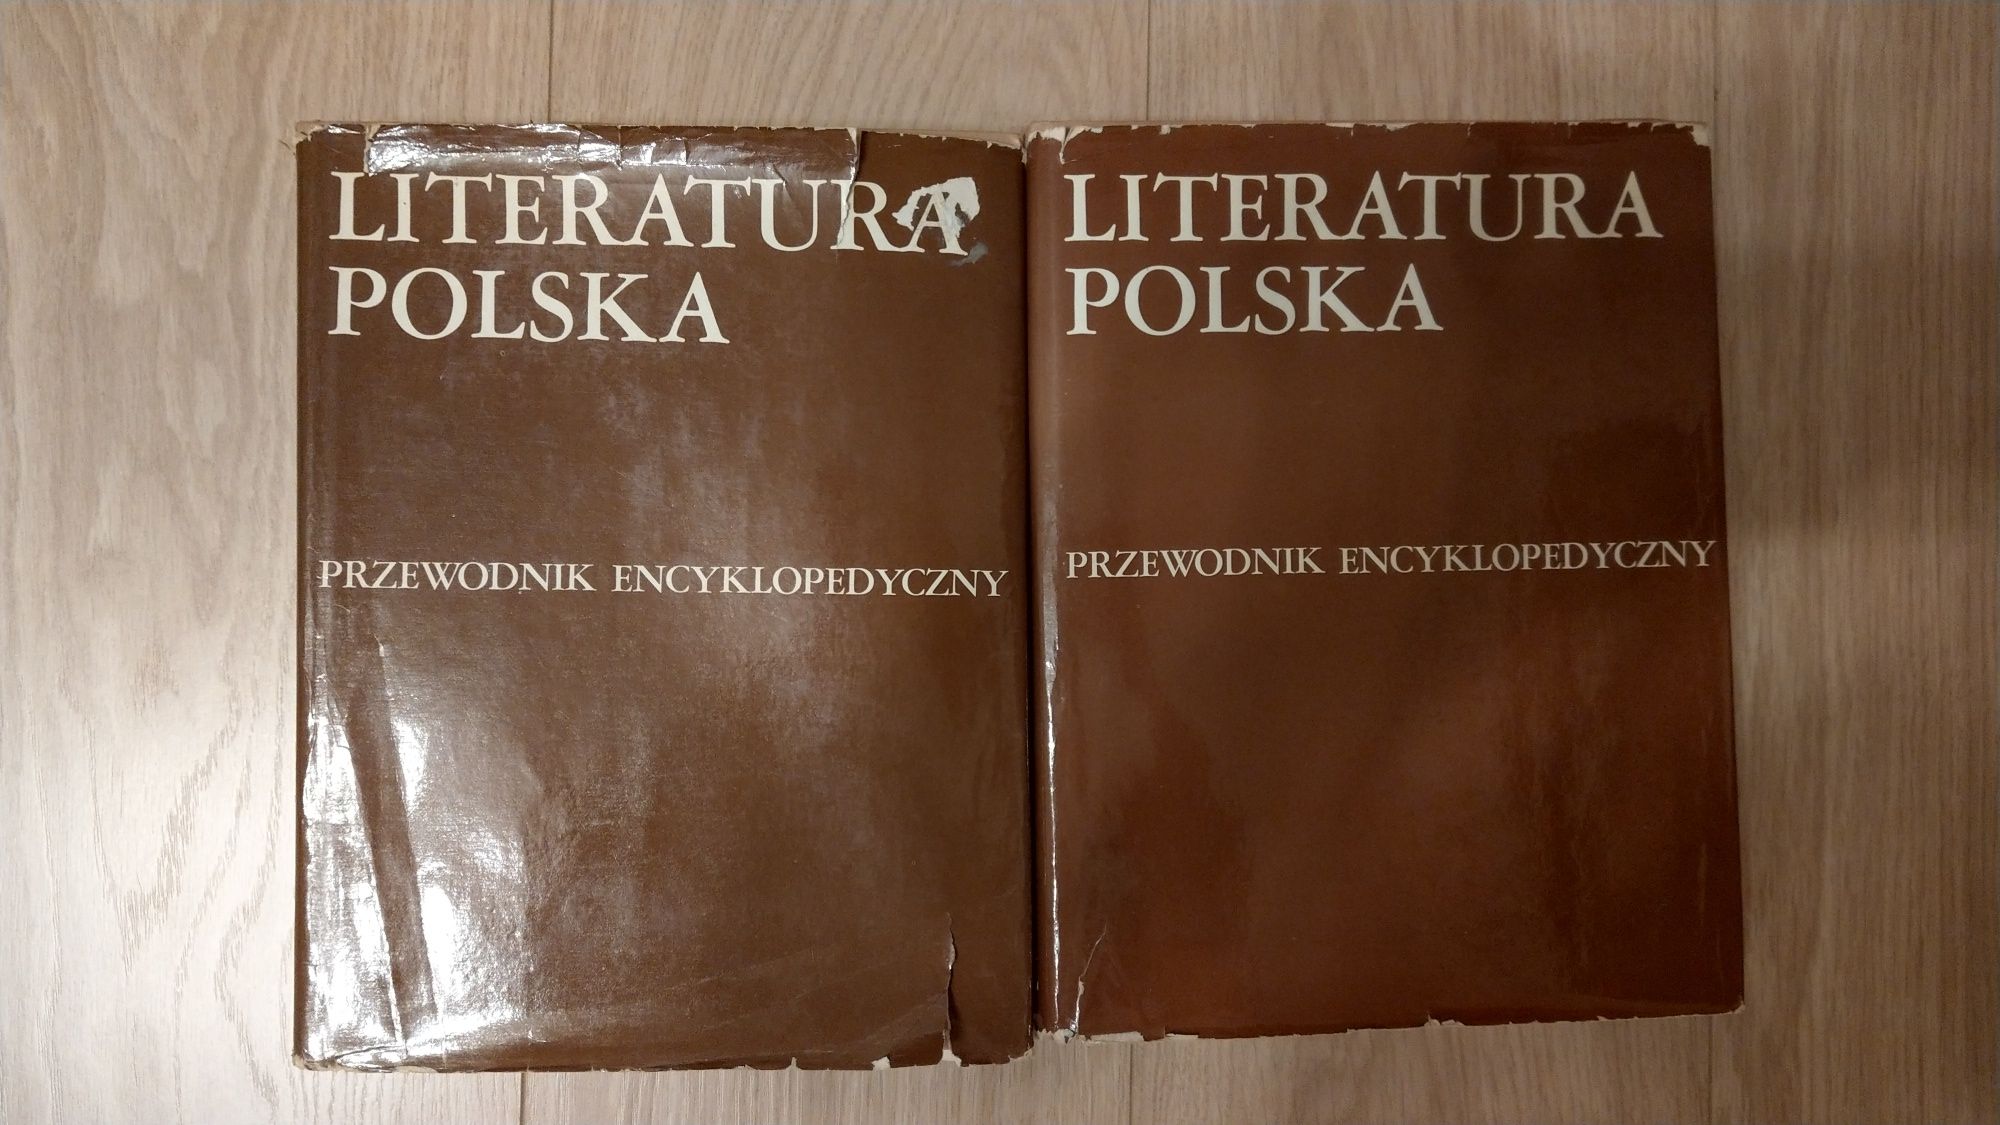 LITERATURA
POLSKA
PRZEWODNIK ENCYKLOPEDYCZNY
LITERATURA
POLSKA
PRZEWODNIK ENCYKLOPEDYCZNY